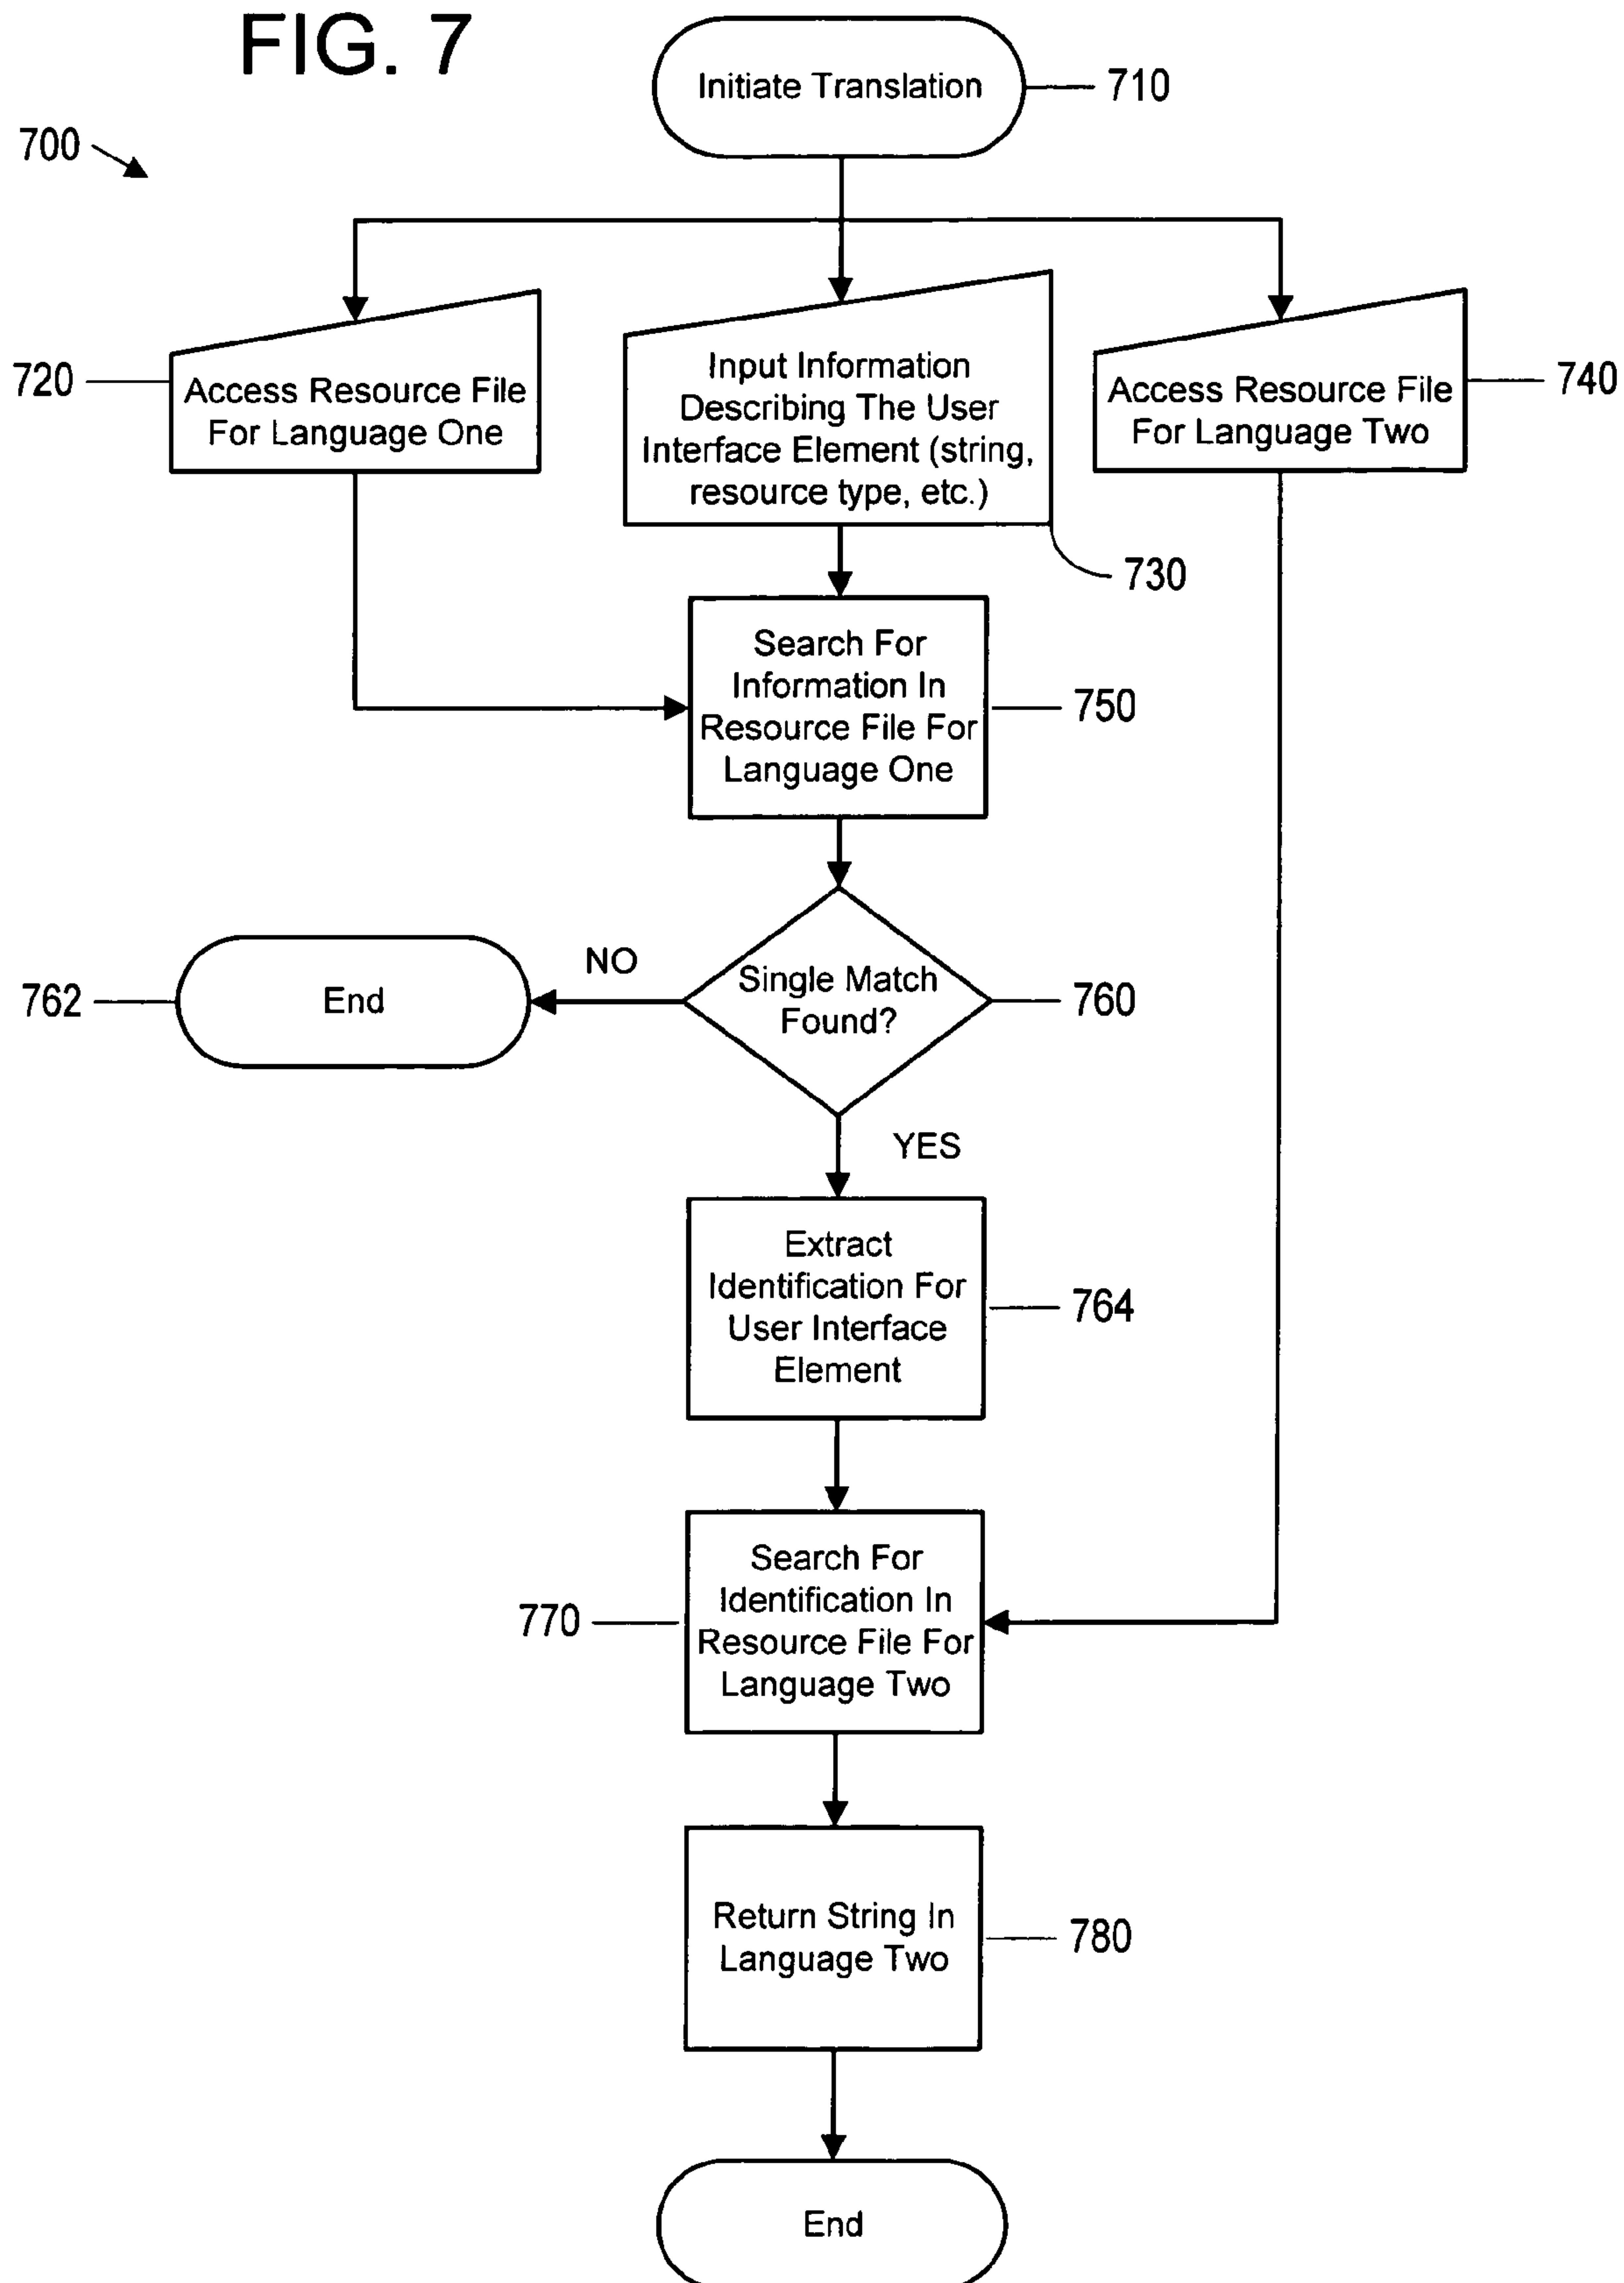 FIG. 7
Initiate Translation
710
700
720
Access Resource File
For Language One
Input Information
Describing The User
Interface Element (string,
resource type, etc.)
730
Access Resource File
For Language Two
740
Search For
Information In
Resource File For
Language One
750
762
End
NO
Single Match
Found?
760
YES
Extract
Identification For
User Interface
Element
764
770
Search For
Identification In
Resource File For
Language Two
Return String In
Language Two
780
End